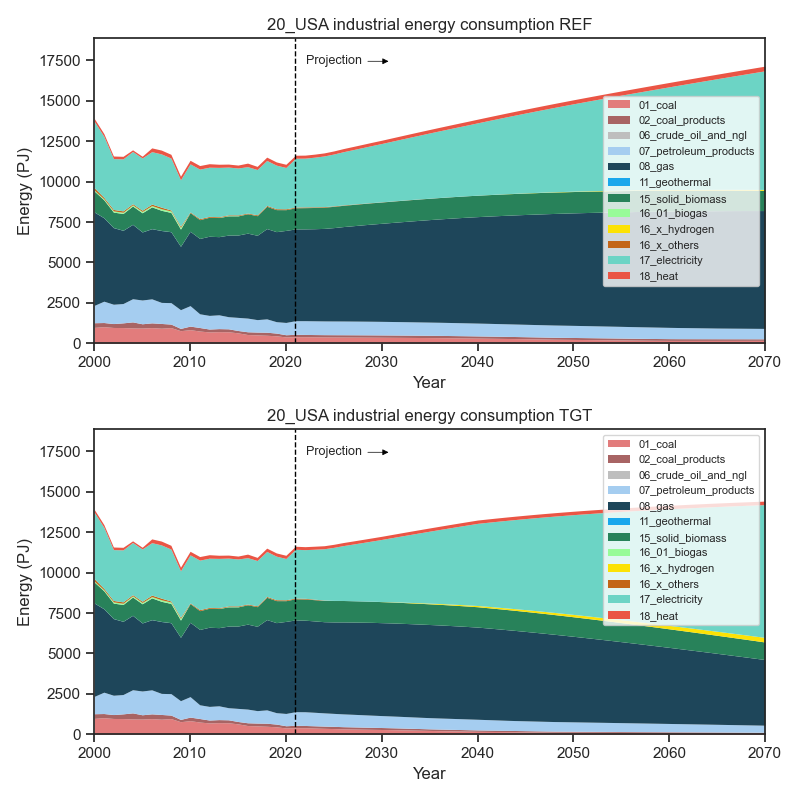 20_USA industrial energy consumption REF
17500
15000
12500
10000
7500
5000
2500
0
Energy (PJ)
Projection
01_coal
02_coal_products
06_crude_oil_and_ngl
07_petroleum_products
08_gas
11_geothermal
15_solid_biomass
16_01_biogas
16_x_hydrogen
16_x_others
17_electricity
18_heat
2000 2010 2020 2030 2040 2050 2060 2070
Year
20_USA industrial energy consumption TGT
17500
15000
12500
10000
7500
5000
2500
0
Energy (PJ)
Projection
01_coal
02_coal_products
06_crude_oil_and_ngl
07_petroleum_products
08_gas
11_geothermal
15_solid_biomass
16_01_biogas
16_x_hydrogen
16_x_others
17_electricity
18_heat
2000 2010 2020 2030 2040 2050 2060 2070
Year